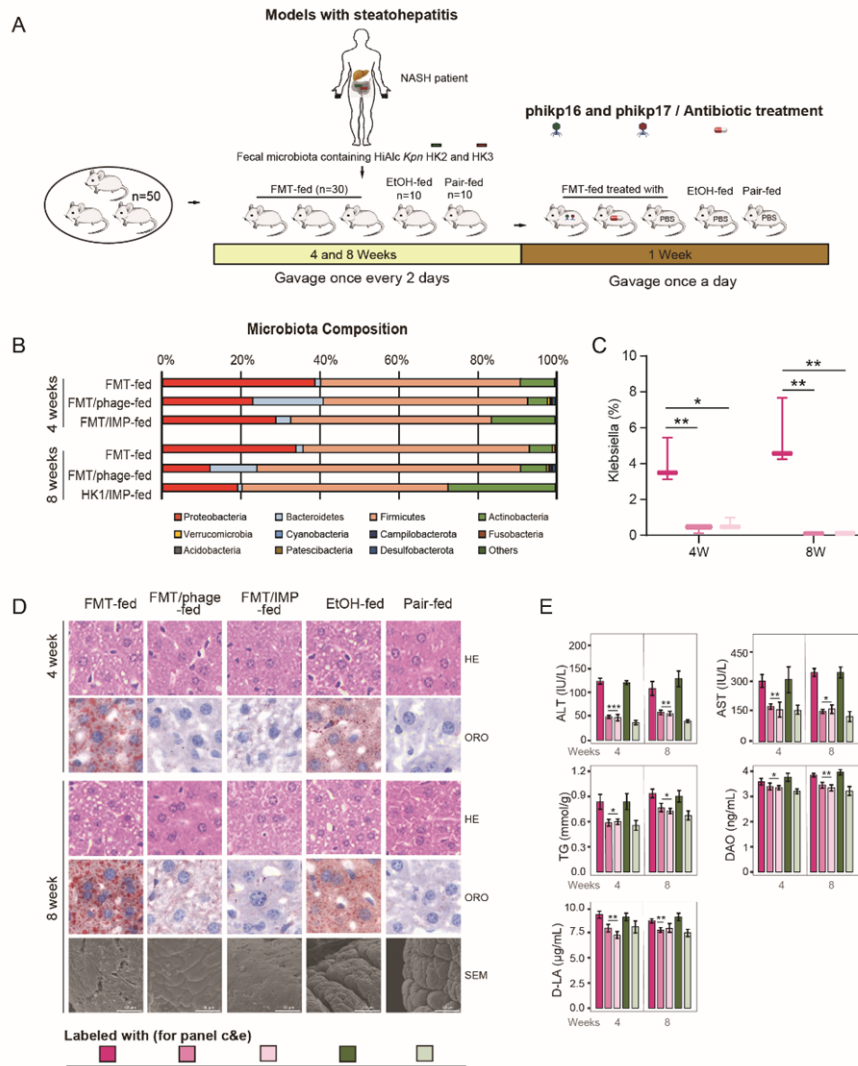 A
Models with steatohepatitis
NASH patient
phikp16 and phikp17 / Antibiotic treatment
Fecal microbiota containing HiAlc Kpn HK2 and HK3
n=50
FMT-fed (n=30)
EtOH-fed
n=10
Pair-fed
n=10
FMT-fed treated with
EtOH-fed
Pair-fed
PBS
PBS
PBS
4 and 8 Weeks
1 Week
Gavage once every 2 days
Gavage once a day
B
Microbiota Composition
0%
20%
40%
60%
80%
100%
4 weeks
FMT-fed
FMT/phage-fed
FMT/IMP-fed
8 weeks
FMT-fed
FMT/phage-fed
HK1/IMP-fed
Proteobacteria
Bacteroidetes
Firmicutes
Actinobacteria
Verrucomicrobia
Cyanobacteria
Campilobacterota
Fusobacteria
Acidobacteria
Patescibacteria
Desulfobacterota
Others
C
Klebsiella (%)
10
8
6
4
2
0
**
*
**
**
4W
8W
D
FMT-fed
FMT/phage
-fed
FMT/IMP
-fed
EtOH-fed
Pair-fed
4 week
HE
ORO
8 week
HE
ORO
SEM
E
ALT (IU/L)
200
150
100
50
0
***
**
Weeks
4
8
AST (IU/L)
450
300
150
0
**
*
4
8
TG (mmol/g)
1.2
0.9
0.6
0.3
0.0
*
*
Weeks
4
8
DAO (ng/mL)
4
3
2
1
0
*
**
4
8
D-LA (μg/mL)
10.0
7.5
5.0
2.5
0.0
**
**
Weeks
4
8
Labeled with (for panel c&e)